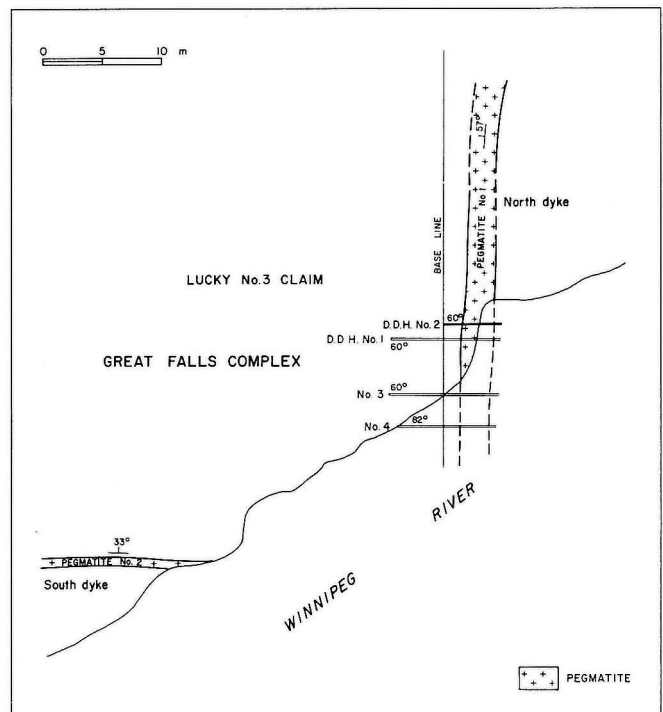 0 5 10 m
57°
PEGMATITE No 1
North dyke
BASE LINE
LUCKY No.3 CLAIM
D.D.H. No.2 60°
D.D H. No.1 60°
GREAT FALLS COMPLEX
No. 3 60°
No. 4 82°
RIVER
WINNIPEG
33°
PEGMATITE No. 2
South dyke
PEGMATITE